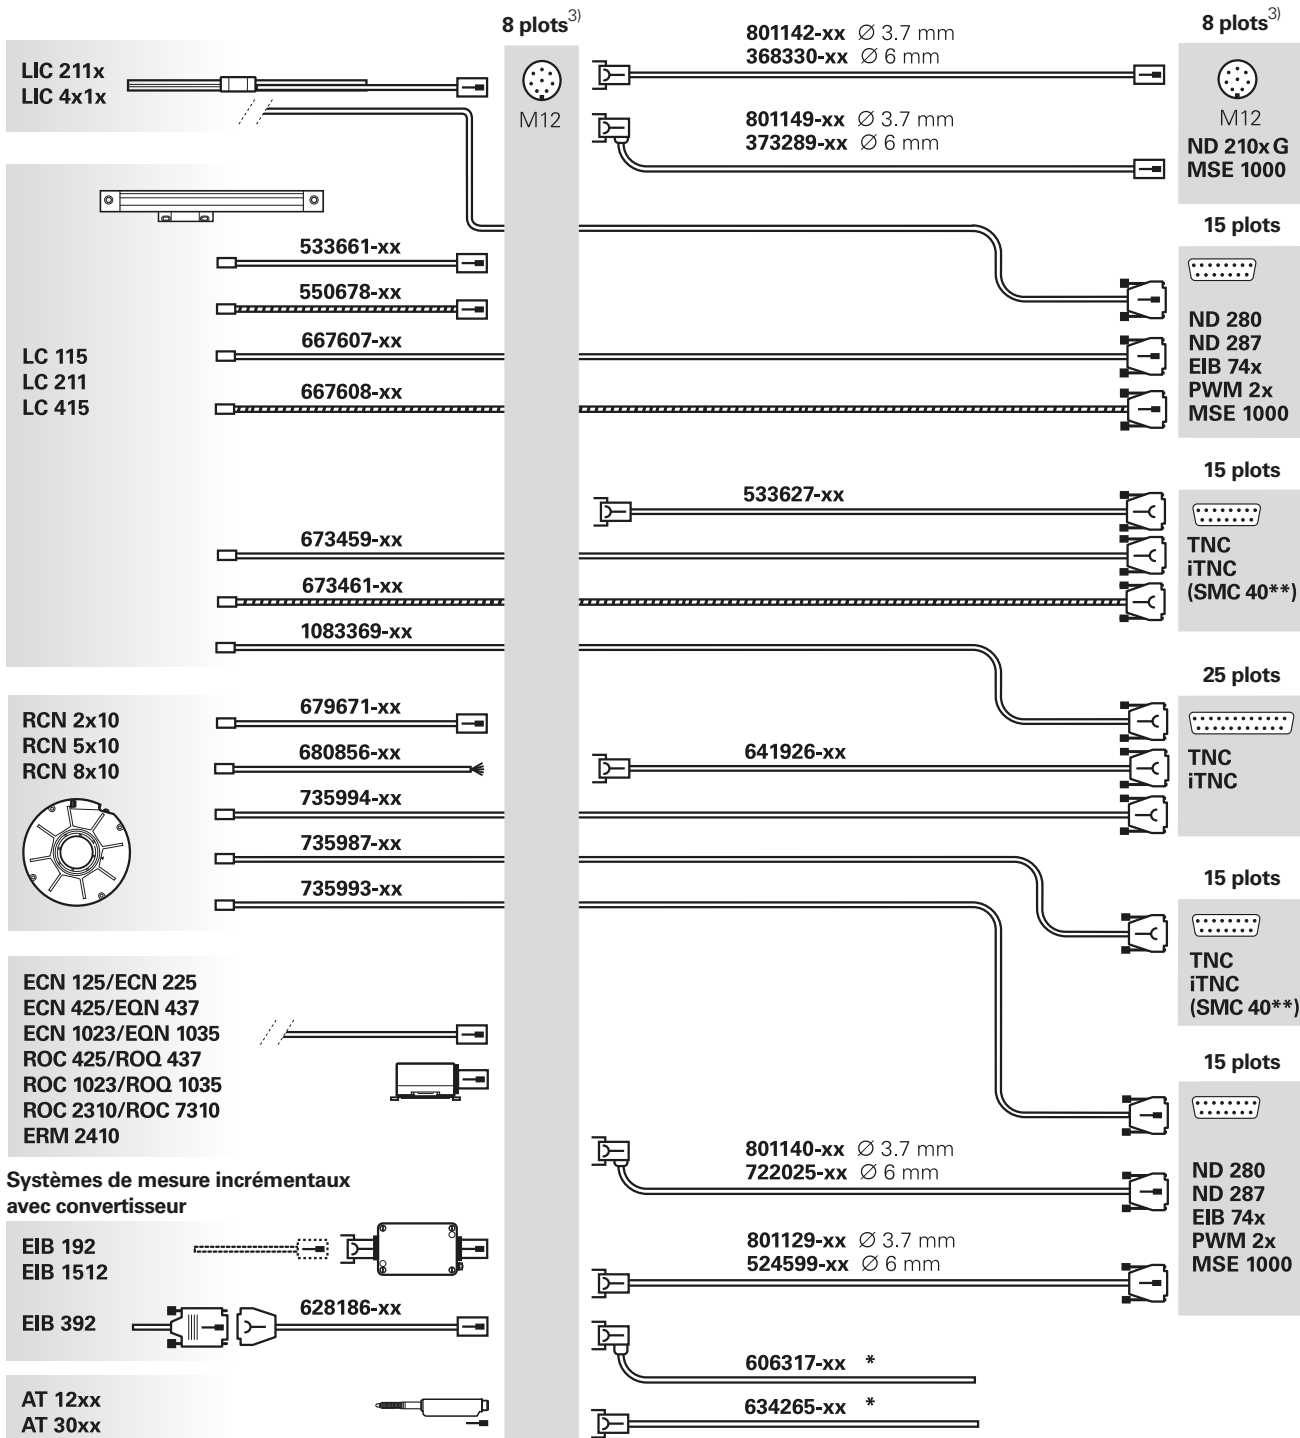 8 plots3)
8 plots3)
LIC 211x
LIC 4x1x
M12
801142-xx Ø 3.7 mm
368330-xx Ø 6 mm
801149-xx Ø 3.7 mm
373289-xx Ø 6 mm
M12
ND 210x G
MSE 1000
533661-xx
550678-xx
667607-xx
667608-xx
LC 115
LC 211
LC 415
15 plots
ND 280
ND 287
EIB 74x
PWM 2x
MSE 1000
533627-xx
673459-xx
673461-xx
1083369-xx
15 plots
TNC
iTNC
(SMC 40**)
RCN 2x10
RCN 5x10
RCN 8x10
679671-xx
680856-xx
735994-xx
735987-xx
735993-xx
641926-xx
25 plots
TNC
iTNC
15 plots
TNC
iTNC
(SMC 40**)
ECN 125/ECN 225
ECN 425/EQN 437
ECN 1023/EQN 1035
ROC 425/ROQ 437
ROC 1023/ROQ 1035
ROC 2310/ROC 7310
ERM 2410
15 plots
ND 280
ND 287
EIB 74x
PWM 2x
MSE 1000
801140-xx Ø 3.7 mm
722025-xx Ø 6 mm
801129-xx Ø 3.7 mm
524599-xx Ø 6 mm
Systèmes de mesure incrémentaux
avec convertisseur
EIB 192
EIB 1512
EIB 392
628186-xx
606317-xx *
634265-xx *
AT 12xx
AT 30xx